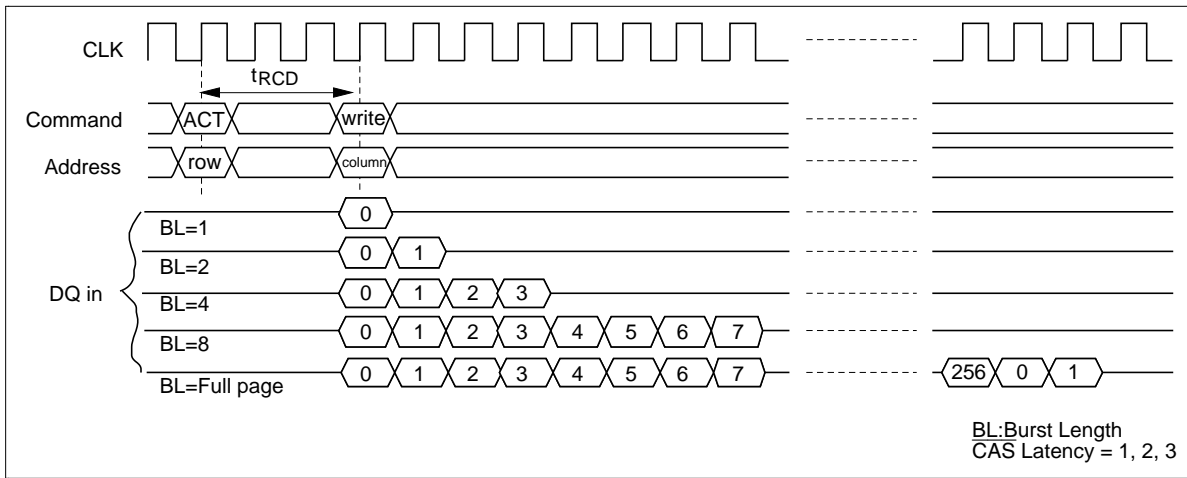 CLK
tRCD
Command ACT write
Address row column
0
BL=1
0 1
BL=2
DQ in
0 1 2 3
BL=4
0 1 2 3 4 5 6 7
BL=8
0 1 2 3 4 5 6 7 256 0 1
BL=Full page
BL:Burst Length
CAS Latency = 1, 2, 3